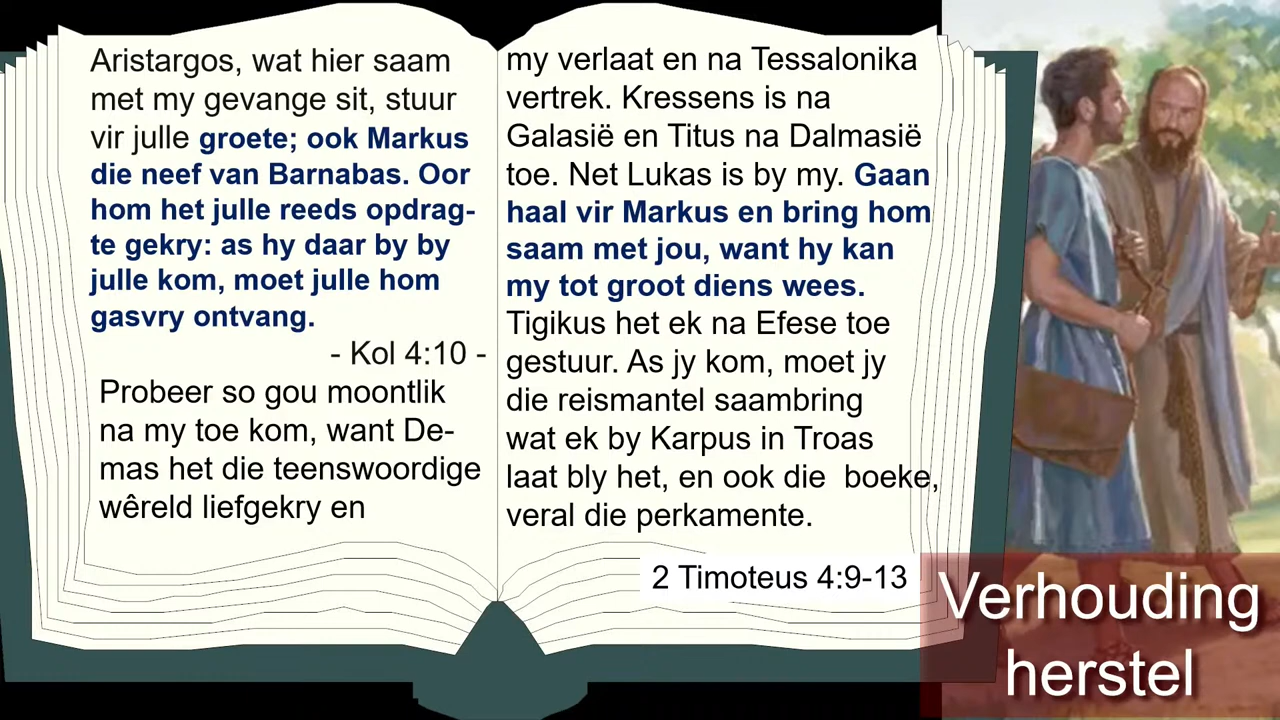 Aristargos, wat hier saam
met my gevange sit, stuur
vir julle groete; ook Markus
die neef van Barnabas. Oor
hom het julle reeds opdrag-
te gekry: as hy daar by by
julle kom, moet julle hom
gasvry ontvang.
- Kol 4:10 -
Probeer so gou moontlik
na my toe kom, want De-
mas het die teenswoordige
wêreld liefgekry en
my verlaat en na Tessalonika
vertrek. Kressens is na
Galasië en Titus na Dalmasië
toe. Net Lukas is by my. Gaan
haal vir Markus en bring hom
saam met jou, want hy kan
my tot groot diens wees.
Tigikus het ek na Efese toe
gestuur. As jy kom, moet jy
die reismantel saambring
wat ek by Karpus in Troas
laat bly het, en ook die boeke,
veral die perkamente.
2 Timoteus 4:9-13
Verhouding
herstel